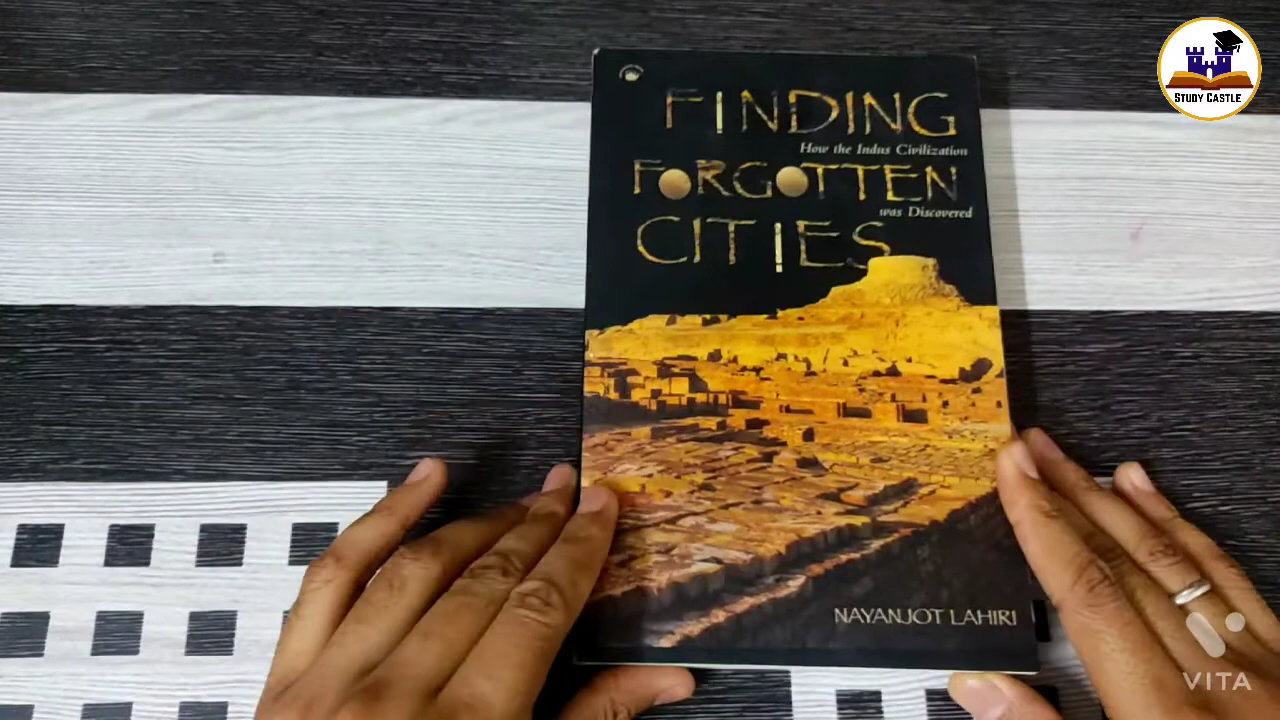 FINDING
How the Indus Civilization
FORGOTTEN
was Discovered
CITIES
NAYANJOT LAHIRI
STUDY CASTLE
VITA